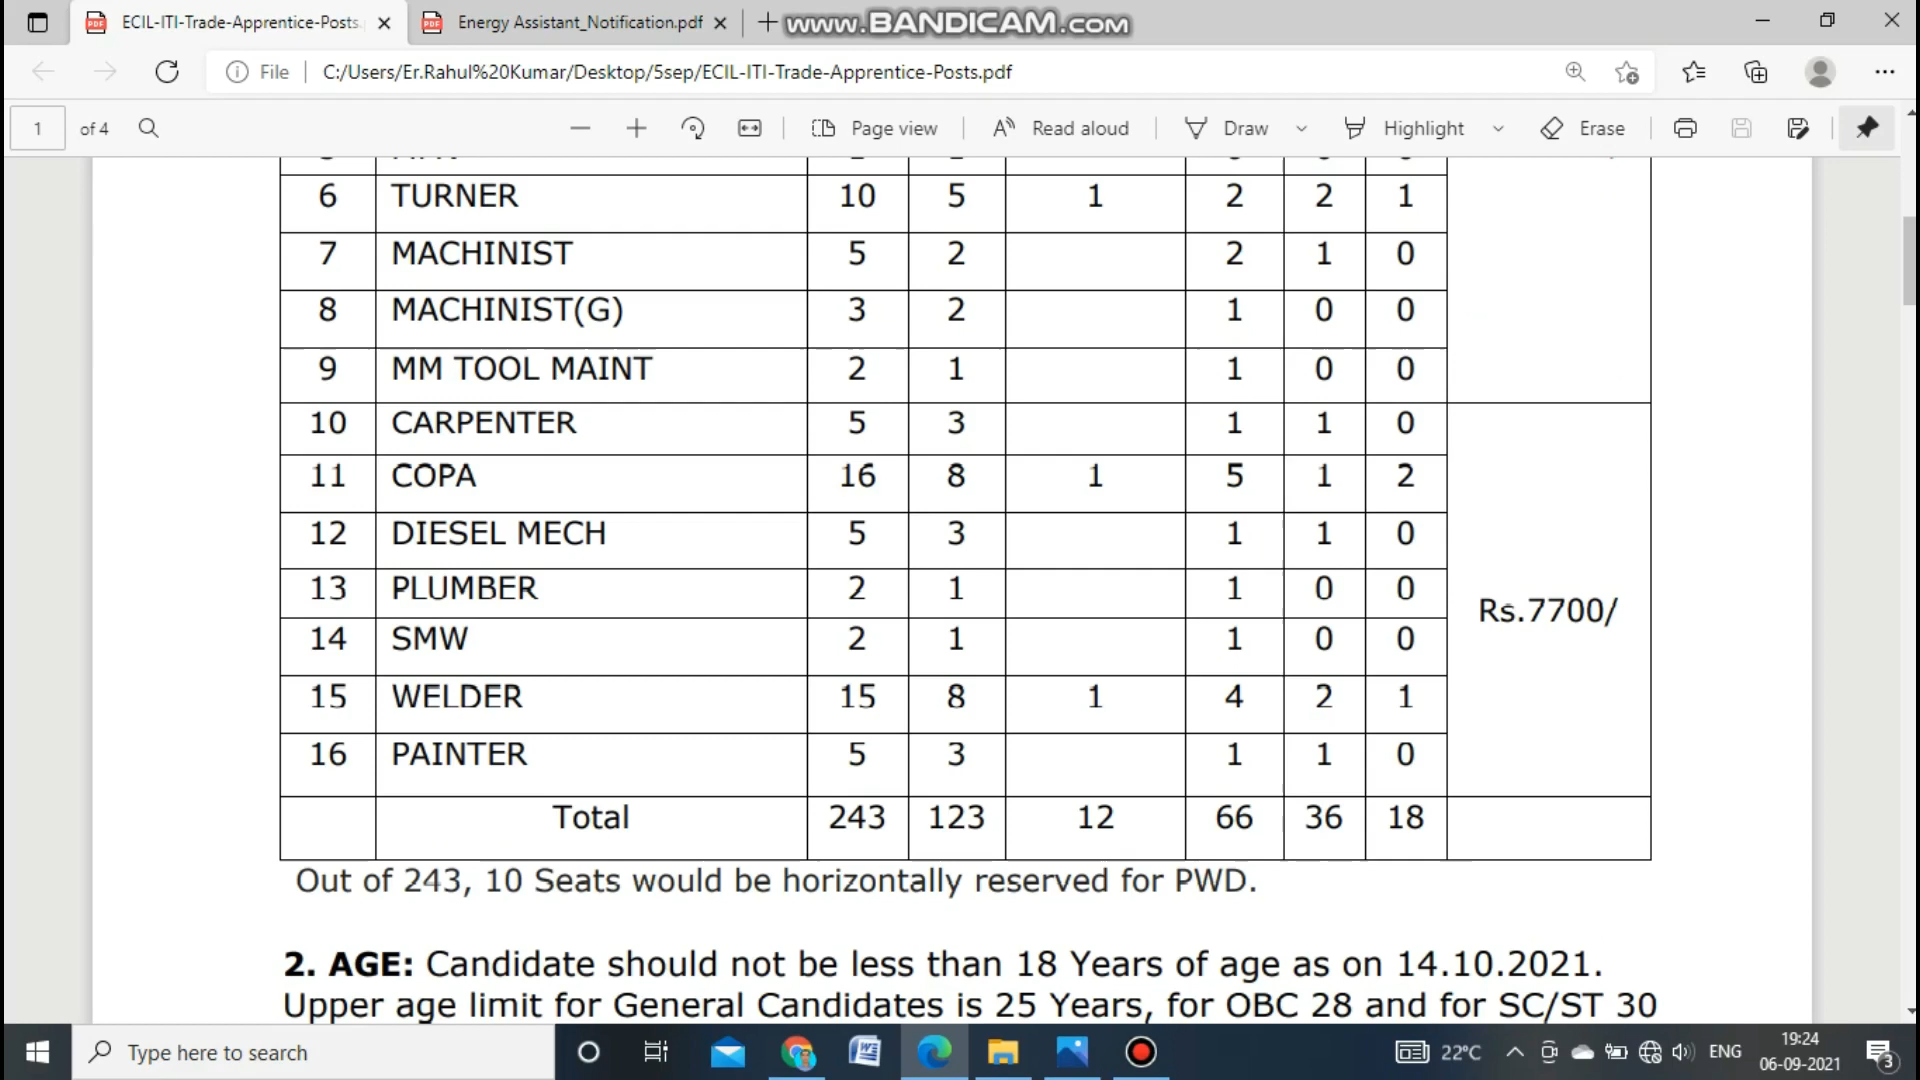 ECIL-ITI-Trade-Apprentice-Posts.
Energy Assistant_Notification.pdf
www.BANDICAM.com
File
C:/Users/Er.Rahul%20Kumar/Desktop/5sep/ECIL-ITI-Trade-Apprentice-Posts.pdf
1 of 4 Page view Read aloud Draw Highlight Erase
6 TURNER 10 5 1 2 2 1
7 MACHINIST 5 2 2 1 0
8 MACHINIST(G) 3 2 1 0 0
9 MM TOOL MAINT 2 1 1 0 0
10 CARPENTER 5 3 1 1 0
11 COPA 16 8 1 5 1 2
12 DIESEL MECH 5 3 1 1 0
13 PLUMBER 2 1 1 0 0
Rs.7700/
14 SMW 2 1 1 0 0
15 WELDER 15 8 1 4 2 1
16 PAINTER 5 3 1 1 0
Total 243 123 12 66 36 18
Out of 243, 10 Seats would be horizontally reserved for PWD.
2. AGE: Candidate should not be less than 18 Years of age as on 14.10.2021.
Upper age limit for General Candidates is 25 Years, for OBC 28 and for SC/ST 30
Type here to search
22°C
ENG
19:24
06-09-2021
3